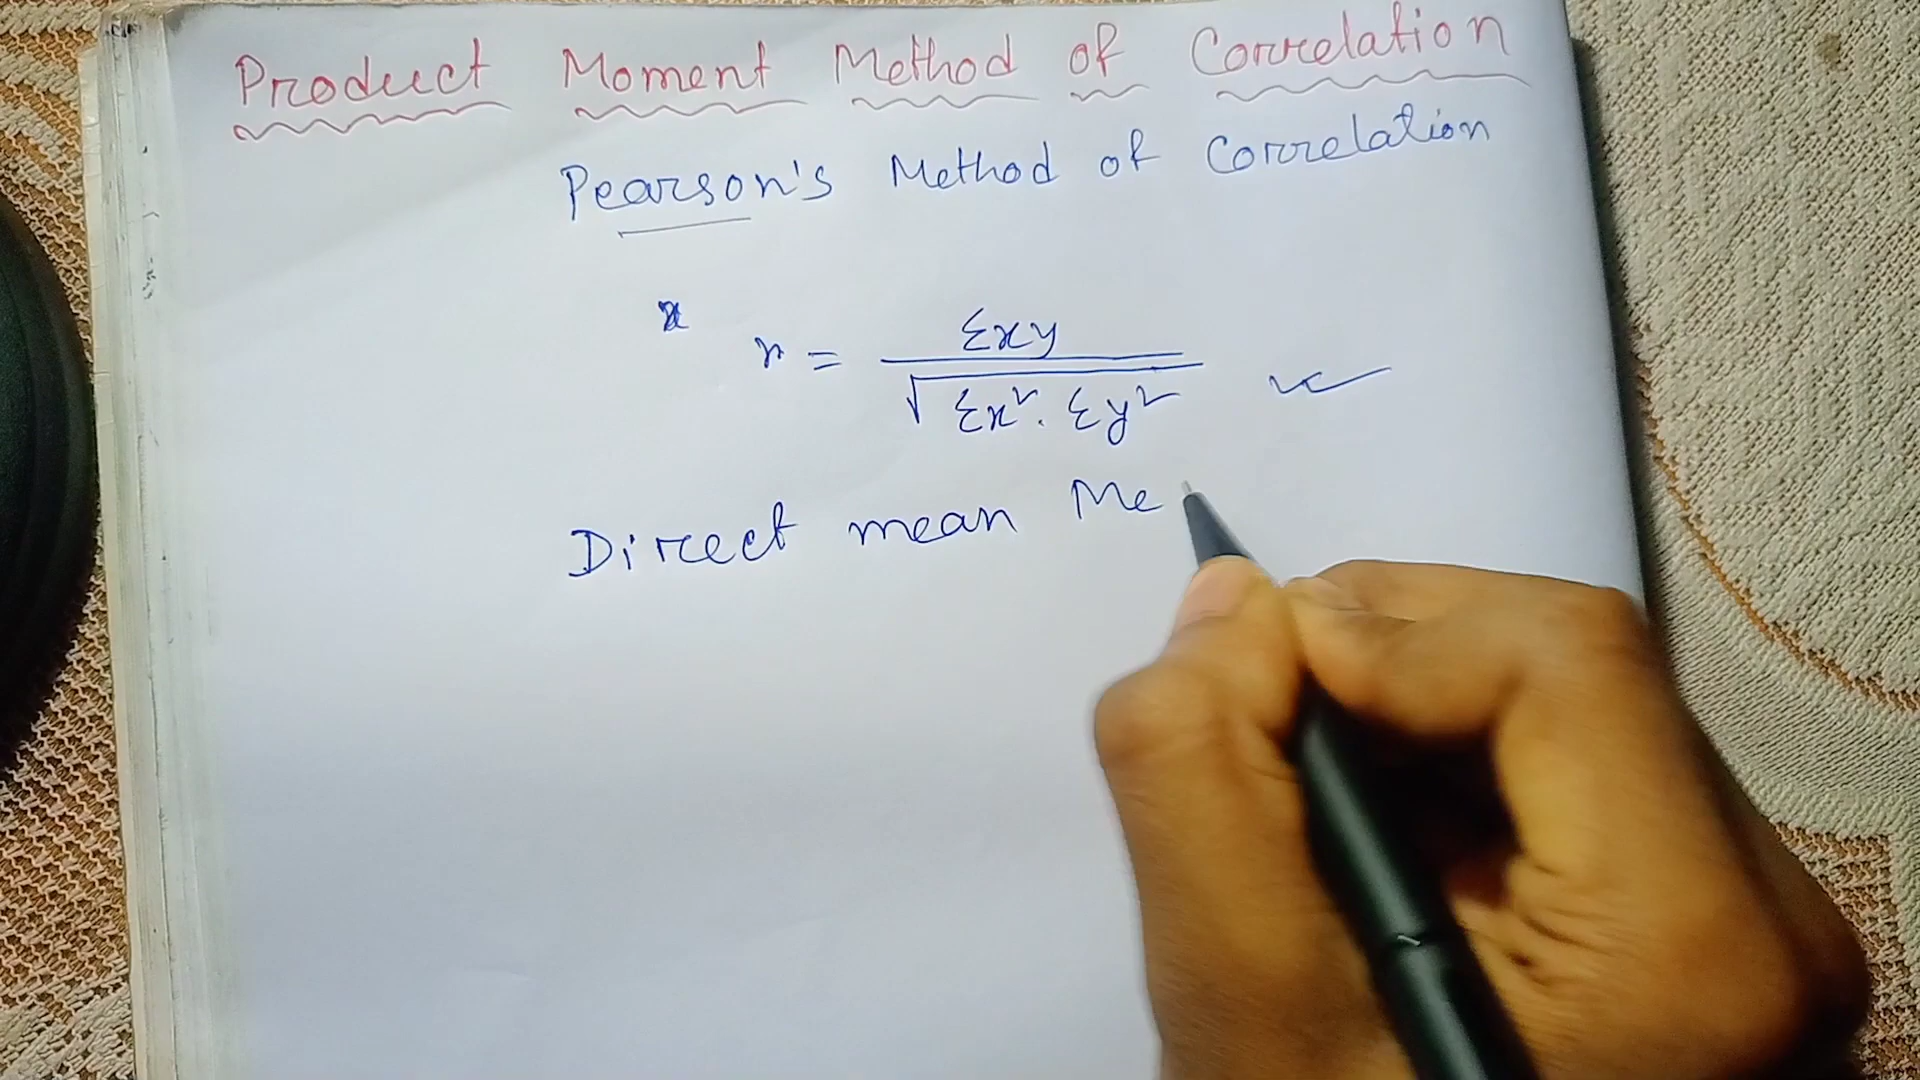 Product Moment Method of Correlation
Pearson's Method of Correlation
r = Σxy / √Σx². Σy²
Direct mean Me